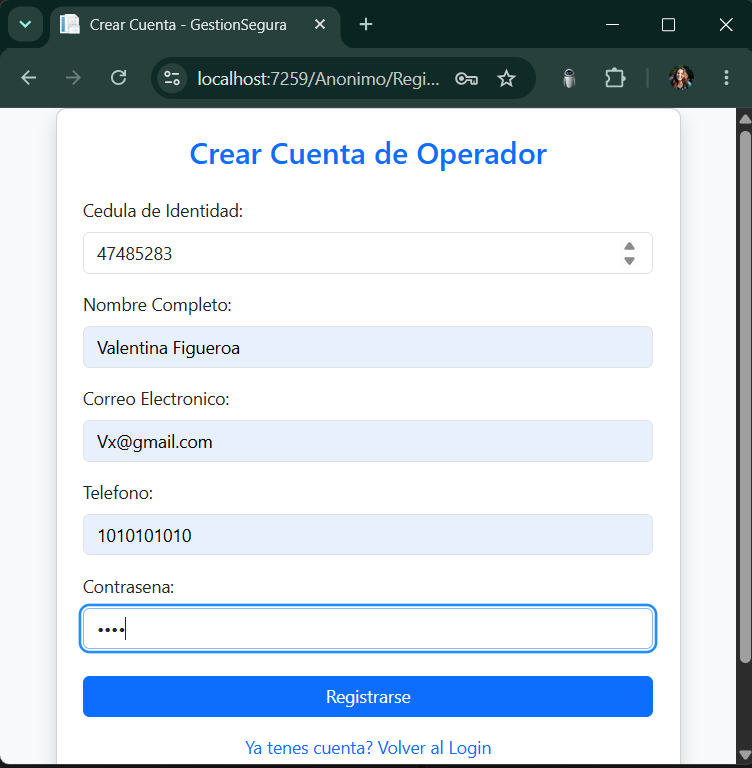 Crear Cuenta - GestionSegura
localhost:7259/Anonimo/Regi...
Crear Cuenta de Operador
Cedula de Identidad:
47485283
Nombre Completo:
Valentina Figueroa
Correo Electronico:
Vx@gmail.com
Telefono:
1010101010
Contrasena:
••••
Registrarse
Ya tenes cuenta? Volver al Login